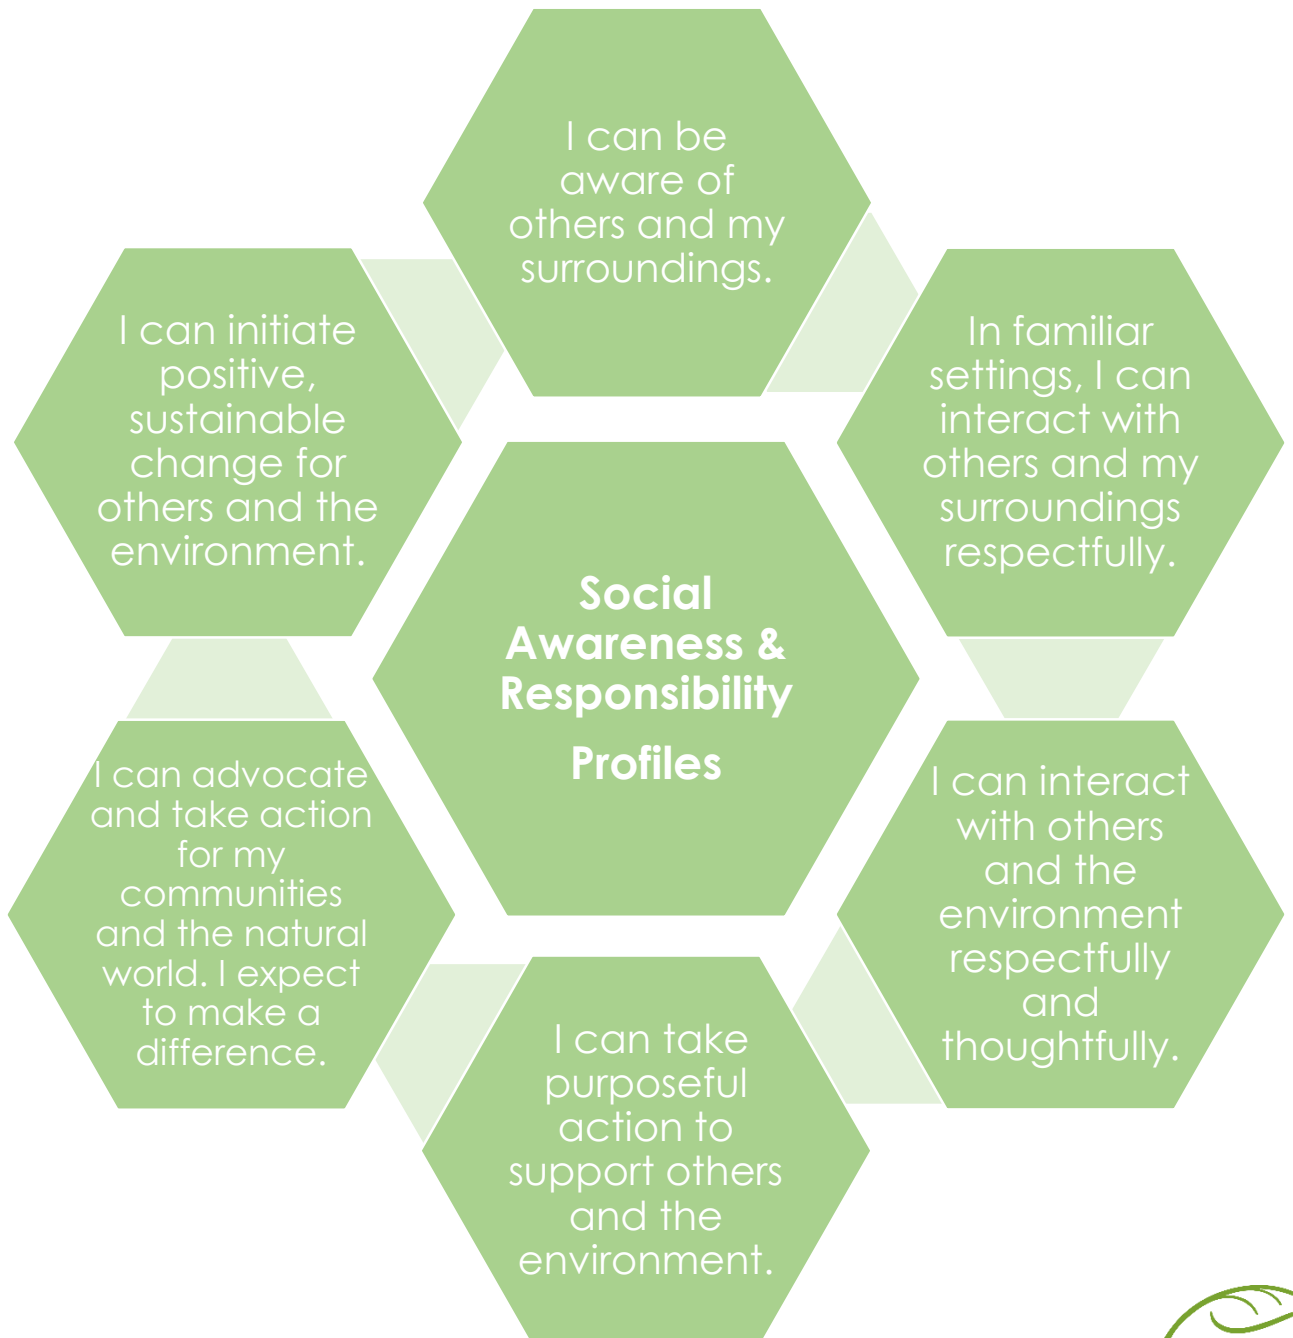 I can be
aware of
others and my
surroundings.
In familiar
settings, I can
interact with
others and my
surroundings
respectfully.
I can interact
with others
and the
environment
respectfully
and
thoughtfully.
I can take
purposeful
action to
support others
and the
environment.
I can advocate
and take action
for my
communities
and the natural
world. I expect
to make a
difference.
I can initiate
positive,
sustainable
change for
others and the
environment.
Social
Awareness &
Responsibility
Profiles